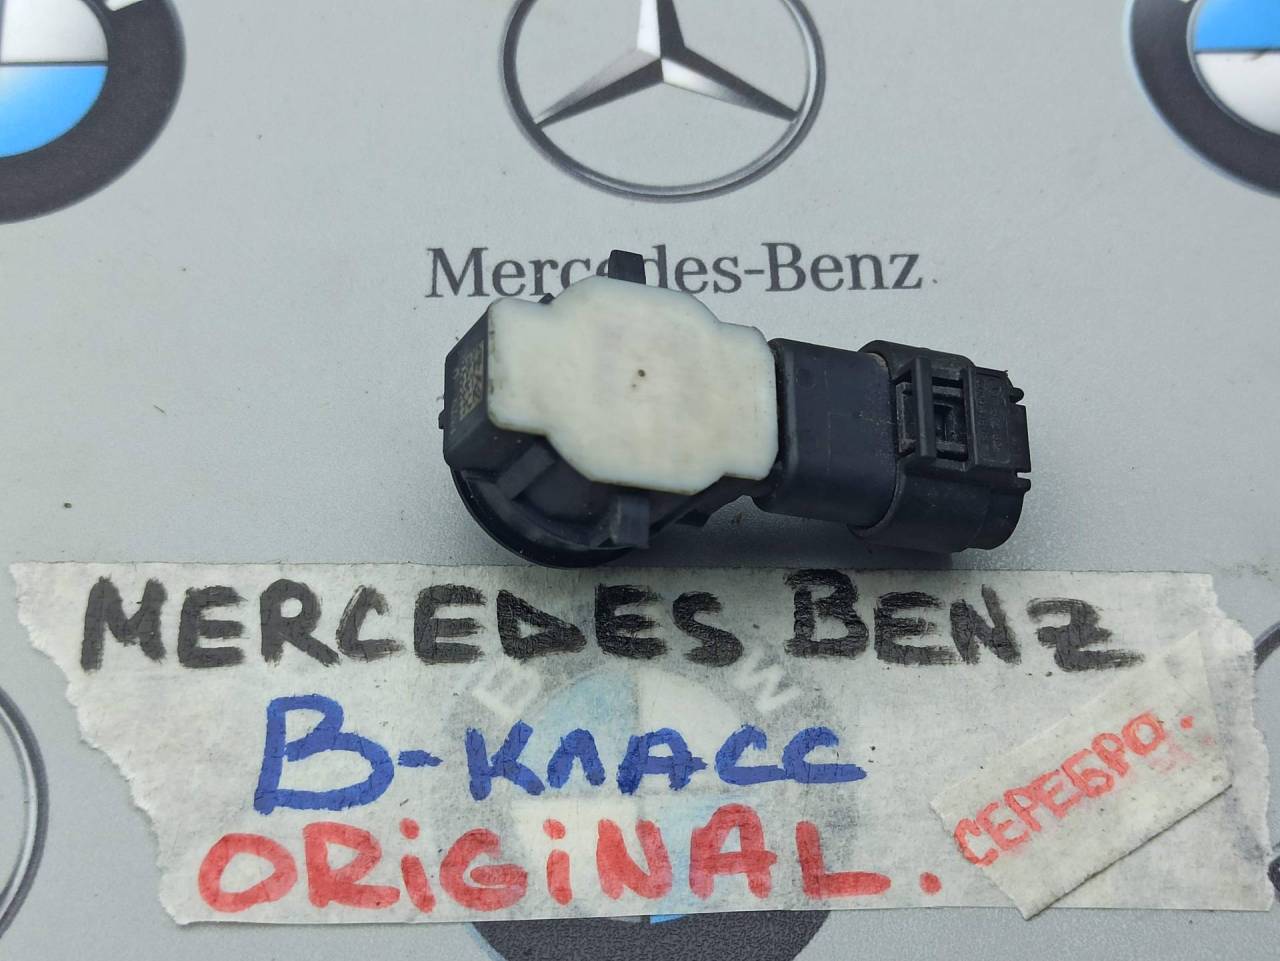 Mercedes-Benz
MERCEDES BENZ
B W
B-КЛАСС
СЕРЕБРО.
ORiGiNAL.